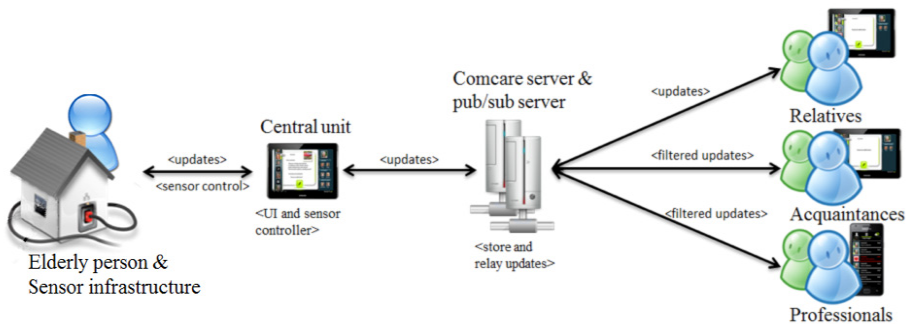 Elderly person &
Sensor infrastructure
<updates>
<sensor control>
Central unit
<UI and sensor
controller>
<updates>
Comcare server &
pub/sub server
<store and
relay updates>
<updates>
Relatives
<filtered updates>
Acquaintances
<filtered updates>
Professionals